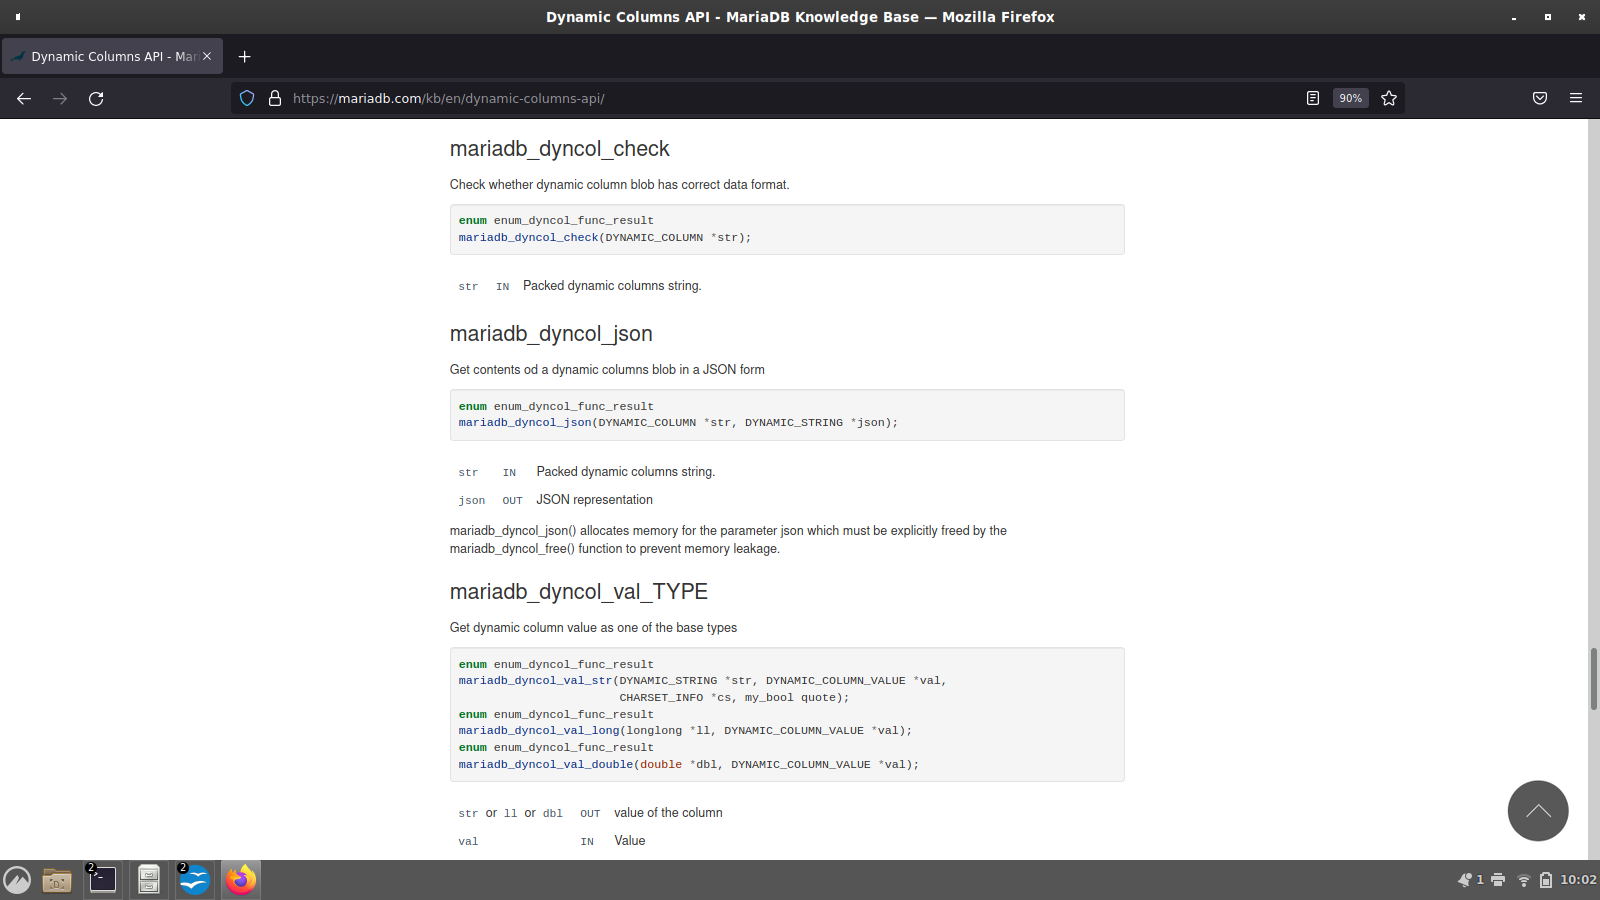 Dynamic Columns API - MariaDB Knowledge Base — Mozilla Firefox
Dynamic Columns API - Mar
https://mariadb.com/kb/en/dynamic-columns-api/
90%
mariadb_dyncol_check
Check whether dynamic column blob has correct data format.
enum enum_dyncol_func_result
mariadb_dyncol_check(DYNAMIC_COLUMN *str);
str IN Packed dynamic columns string.
mariadb_dyncol_json
Get contents od a dynamic columns blob in a JSON form
enum enum_dyncol_func_result
mariadb_dyncol_json(DYNAMIC_COLUMN *str, DYNAMIC_STRING *json);
str IN Packed dynamic columns string.
json OUT JSON representation
mariadb_dyncol_json() allocates memory for the parameter json which must be explicitly freed by the
mariadb_dyncol_free() function to prevent memory leakage.
mariadb_dyncol_val_TYPE
Get dynamic column value as one of the base types
enum enum_dyncol_func_result
mariadb_dyncol_val_str(DYNAMIC_STRING *str, DYNAMIC_COLUMN_VALUE *val,
CHARSET_INFO *cs, my_bool quote);
enum enum_dyncol_func_result
mariadb_dyncol_val_long(longlong *ll, DYNAMIC_COLUMN_VALUE *val);
enum enum_dyncol_func_result
mariadb_dyncol_val_double(double *dbl, DYNAMIC_COLUMN_VALUE *val);
str or ll or dbl OUT value of the column
val IN Value
2
2
1
10:02